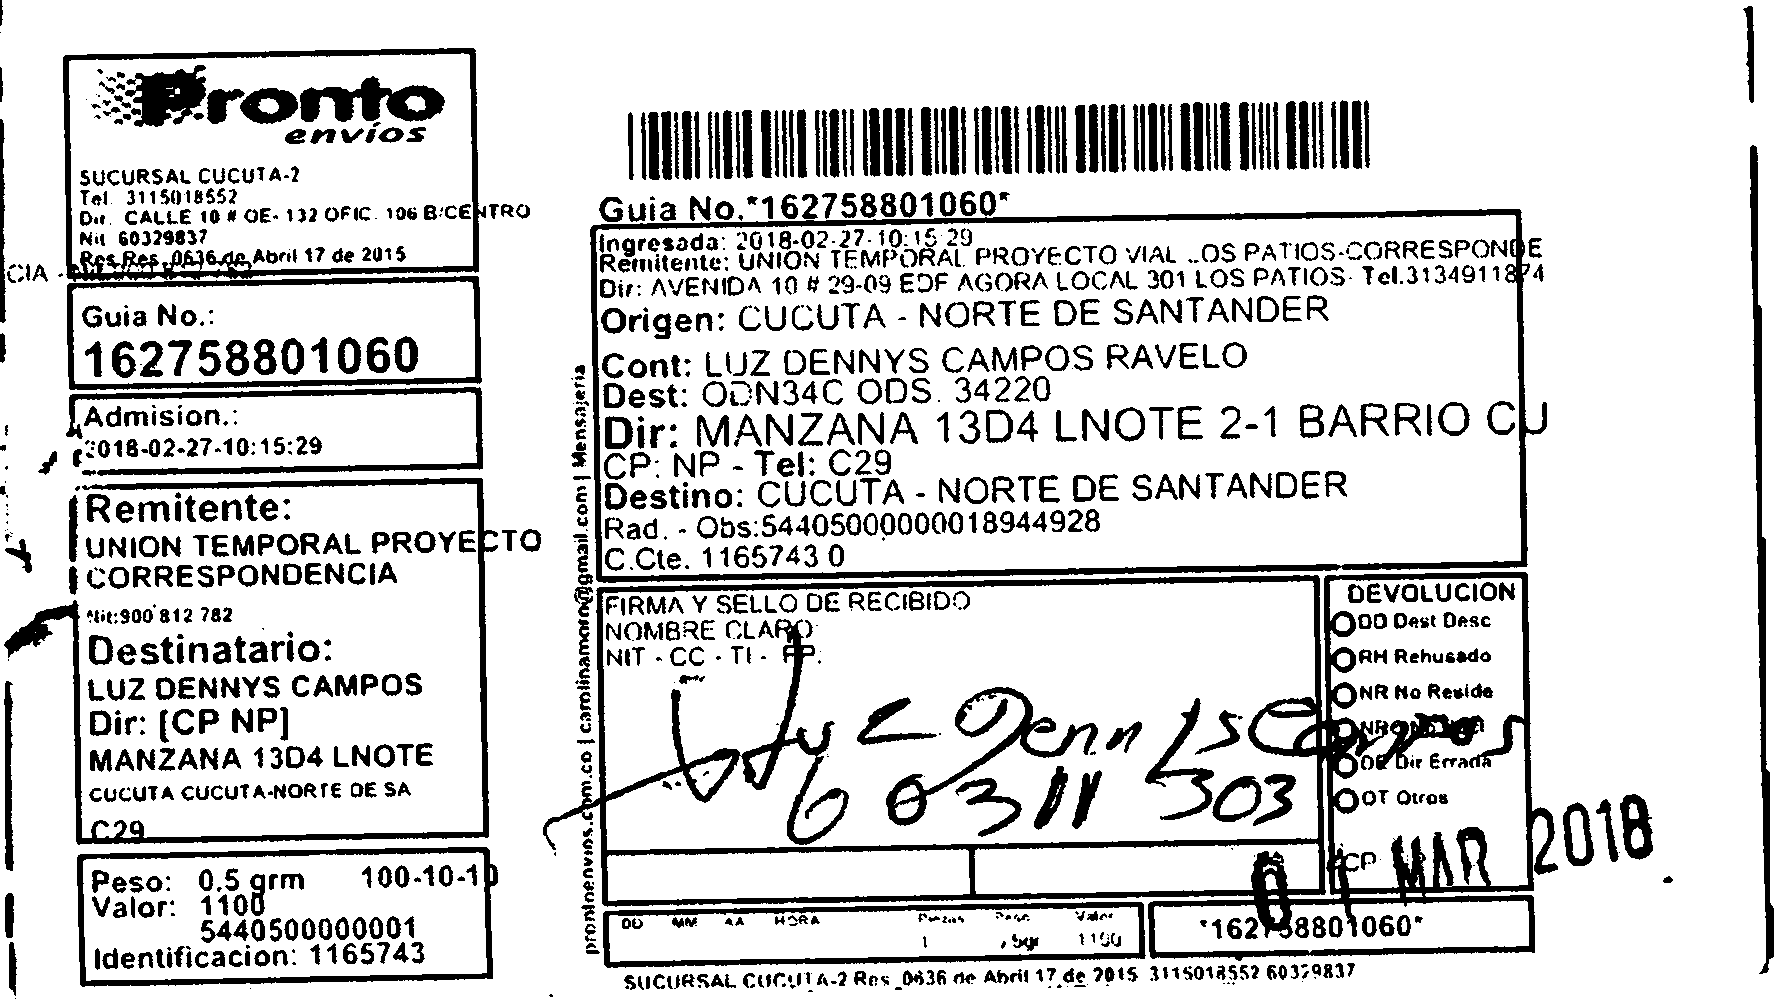 Pronto
envíos
SUCURSAL CUCUTA-2
Tel. 3115018552
Dir. CALLE 10 # OE- 132 OFIC. 106 B/CENTRO
Nit 60329837
Res Res. 0636 de Abril 17 de 2015
CIA -
Guia No.:
162758801060
Admision.:
2018-02-27-10:15:29
Remitente:
UNION TEMPORAL PROYECTO
CORRESPONDENCIA
Nit:900 812 782
Destinatario:
LUZ DENNYS CAMPOS
Dir: [CP NP]
MANZANA 13D4 LNOTE
CUCUTA CUCUTA-NORTE DE SA
C29
Peso: 0.5 grm 100-10-10
Valor: 1100
5440500000001
Identificacion: 1165743
prontoenvios.com.co | carolinamoro@gmail.com | Mensajeria
Guia No.*162758801060*
Ingresada: 2018-02-27-10:15:29
Remitente: UNION TEMPORAL PROYECTO VIAL LOS PATIOS-CORRESPONDE
Dir: AVENIDA 10 # 29-09 EDF AGORA LOCAL 301 LOS PATIOS- Tel.3134911874
Origen: CUCUTA - NORTE DE SANTANDER
Cont: LUZ DENNYS CAMPOS RAVELO
Dest: ODN34C ODS. 34220
Dir: MANZANA 13D4 LNOTE 2-1 BARRIO CU
CP: NP - Tel: C29
Destino: CUCUTA - NORTE DE SANTANDER
Rad. - Obs:544050000000018944928
C.Cte. 1165743 0
FIRMA Y SELLO DE RECIBIDO
NOMBRE CLARO:
NIT - CC - TI - PP:
Luz Dennys Campos
60311303
DEVOLUCION
DD Dest Desc
RH Rehusado
NR No Reside
DE Dir Errada
OT Otros
CP
01 MAR 2018
DD MM AA HORA Piezas Peso Valor
1 ,5gr 1100
*162758801060*
SUCURSAL CUCUTA-2 Res 0636 de Abril 17 de 2015 3115018552 60329837